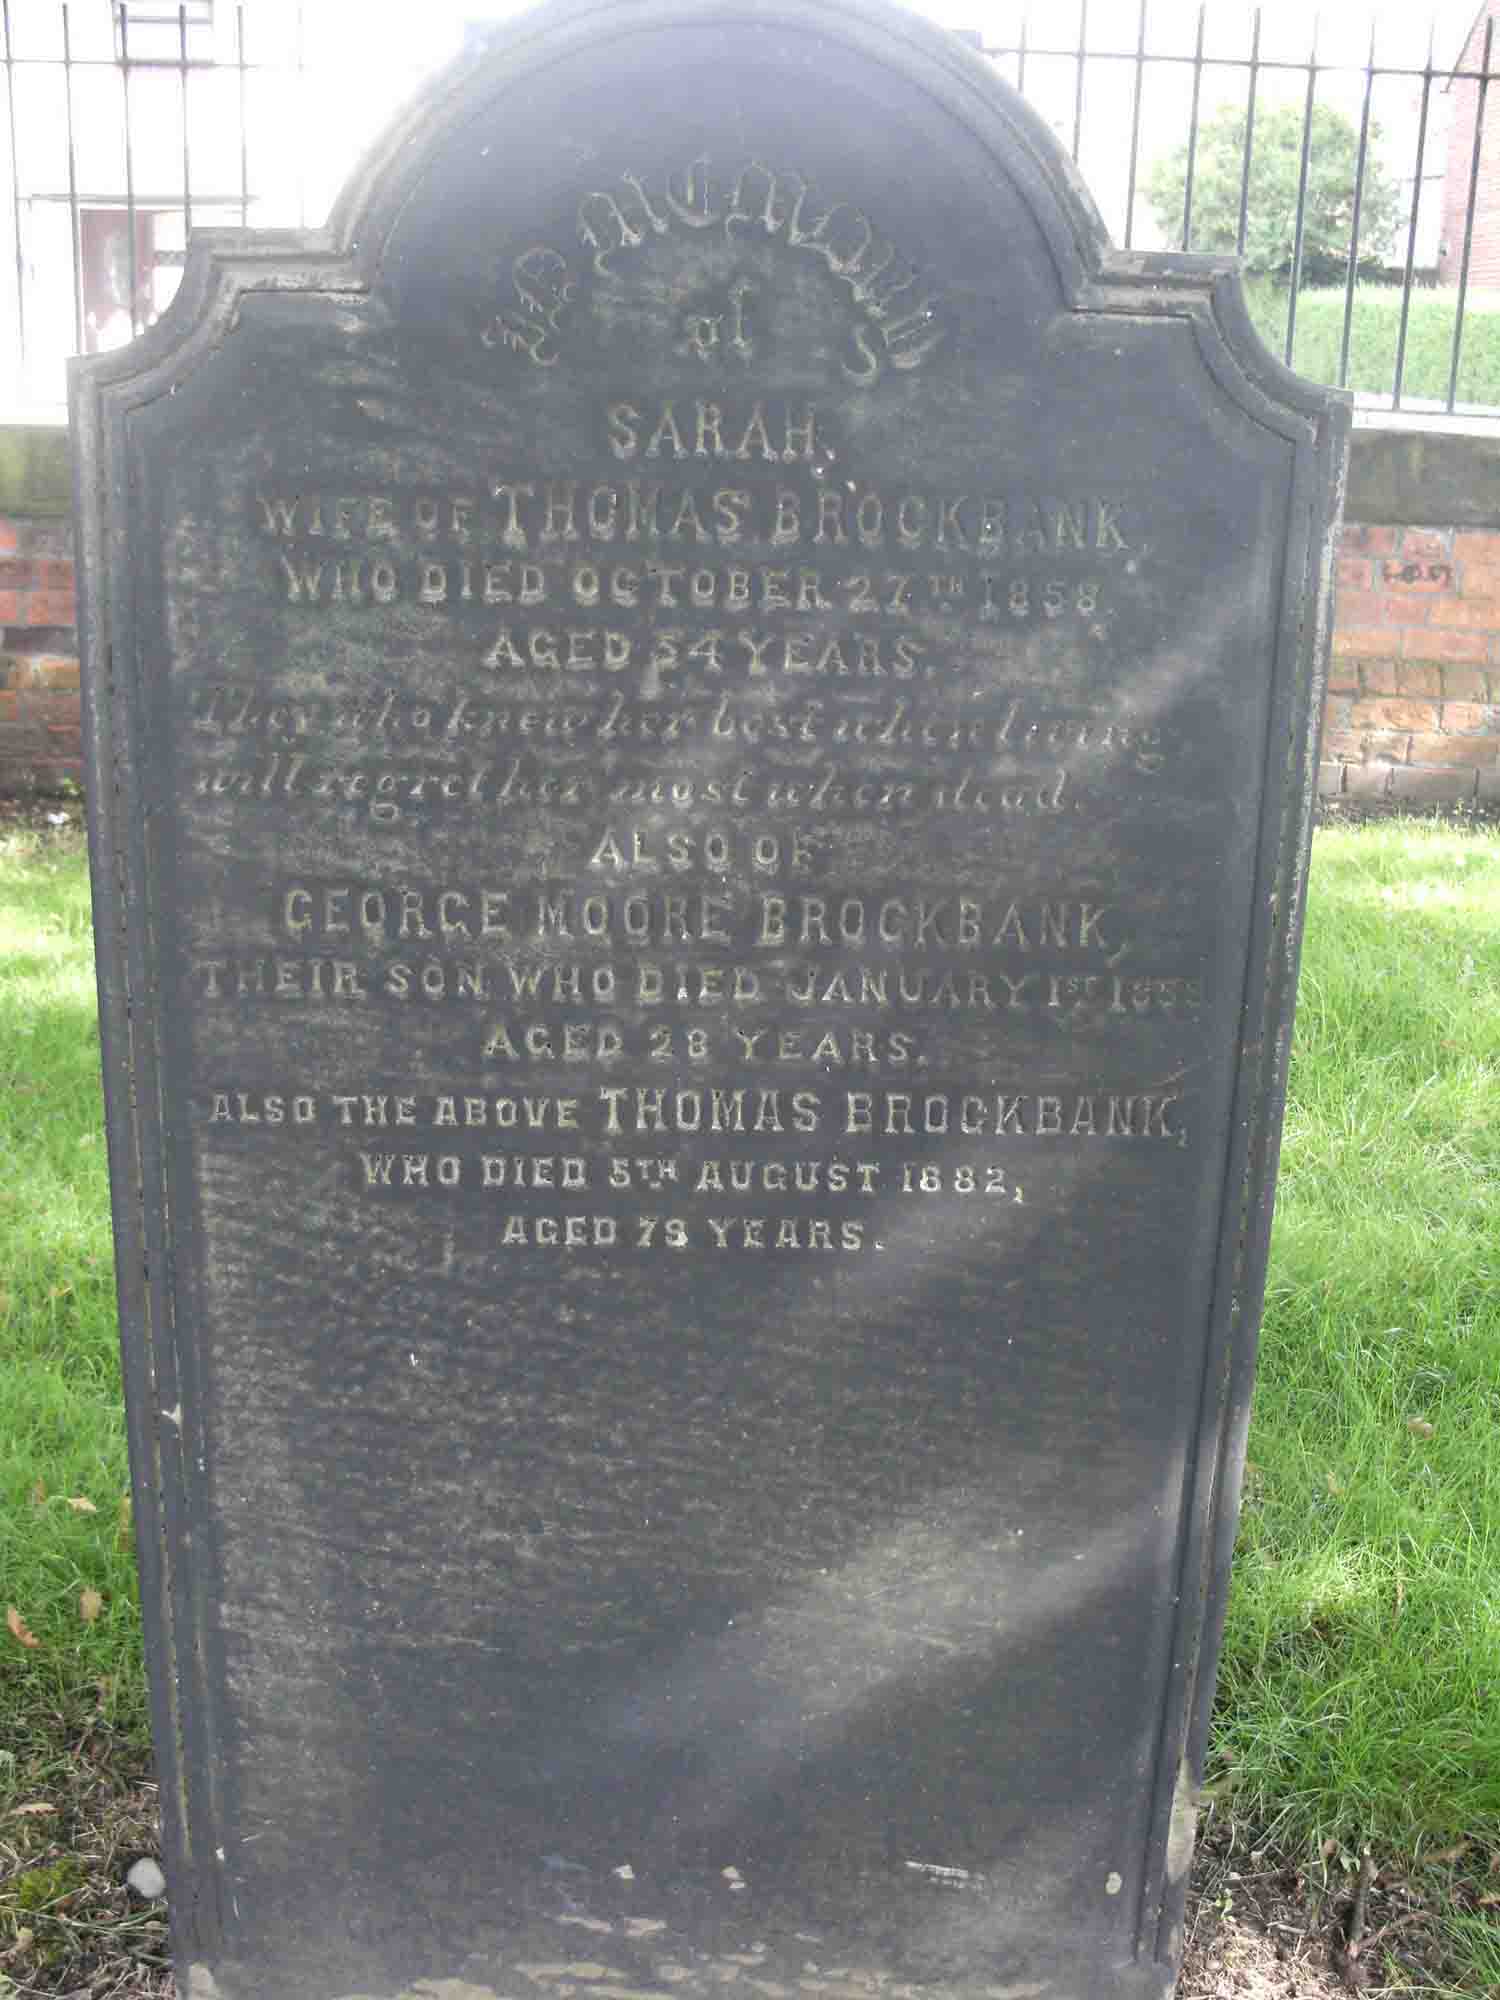 In Memory
of
SARAH,
WIFE OF THOMAS BROCKBANK,
WHO DIED OCTOBER 27TH 1858,
AGED 54 YEARS.
They who knew her best when living,
will regret her most when dead.
ALSO OF
GEORGE MOORE BROCKBANK,
THEIR SON WHO DIED JANUARY 1ST
AGED 28 YEARS.
ALSO THE ABOVE THOMAS BROCKBANK,
WHO DIED 5TH AUGUST 1882,
AGED 78 YEARS.